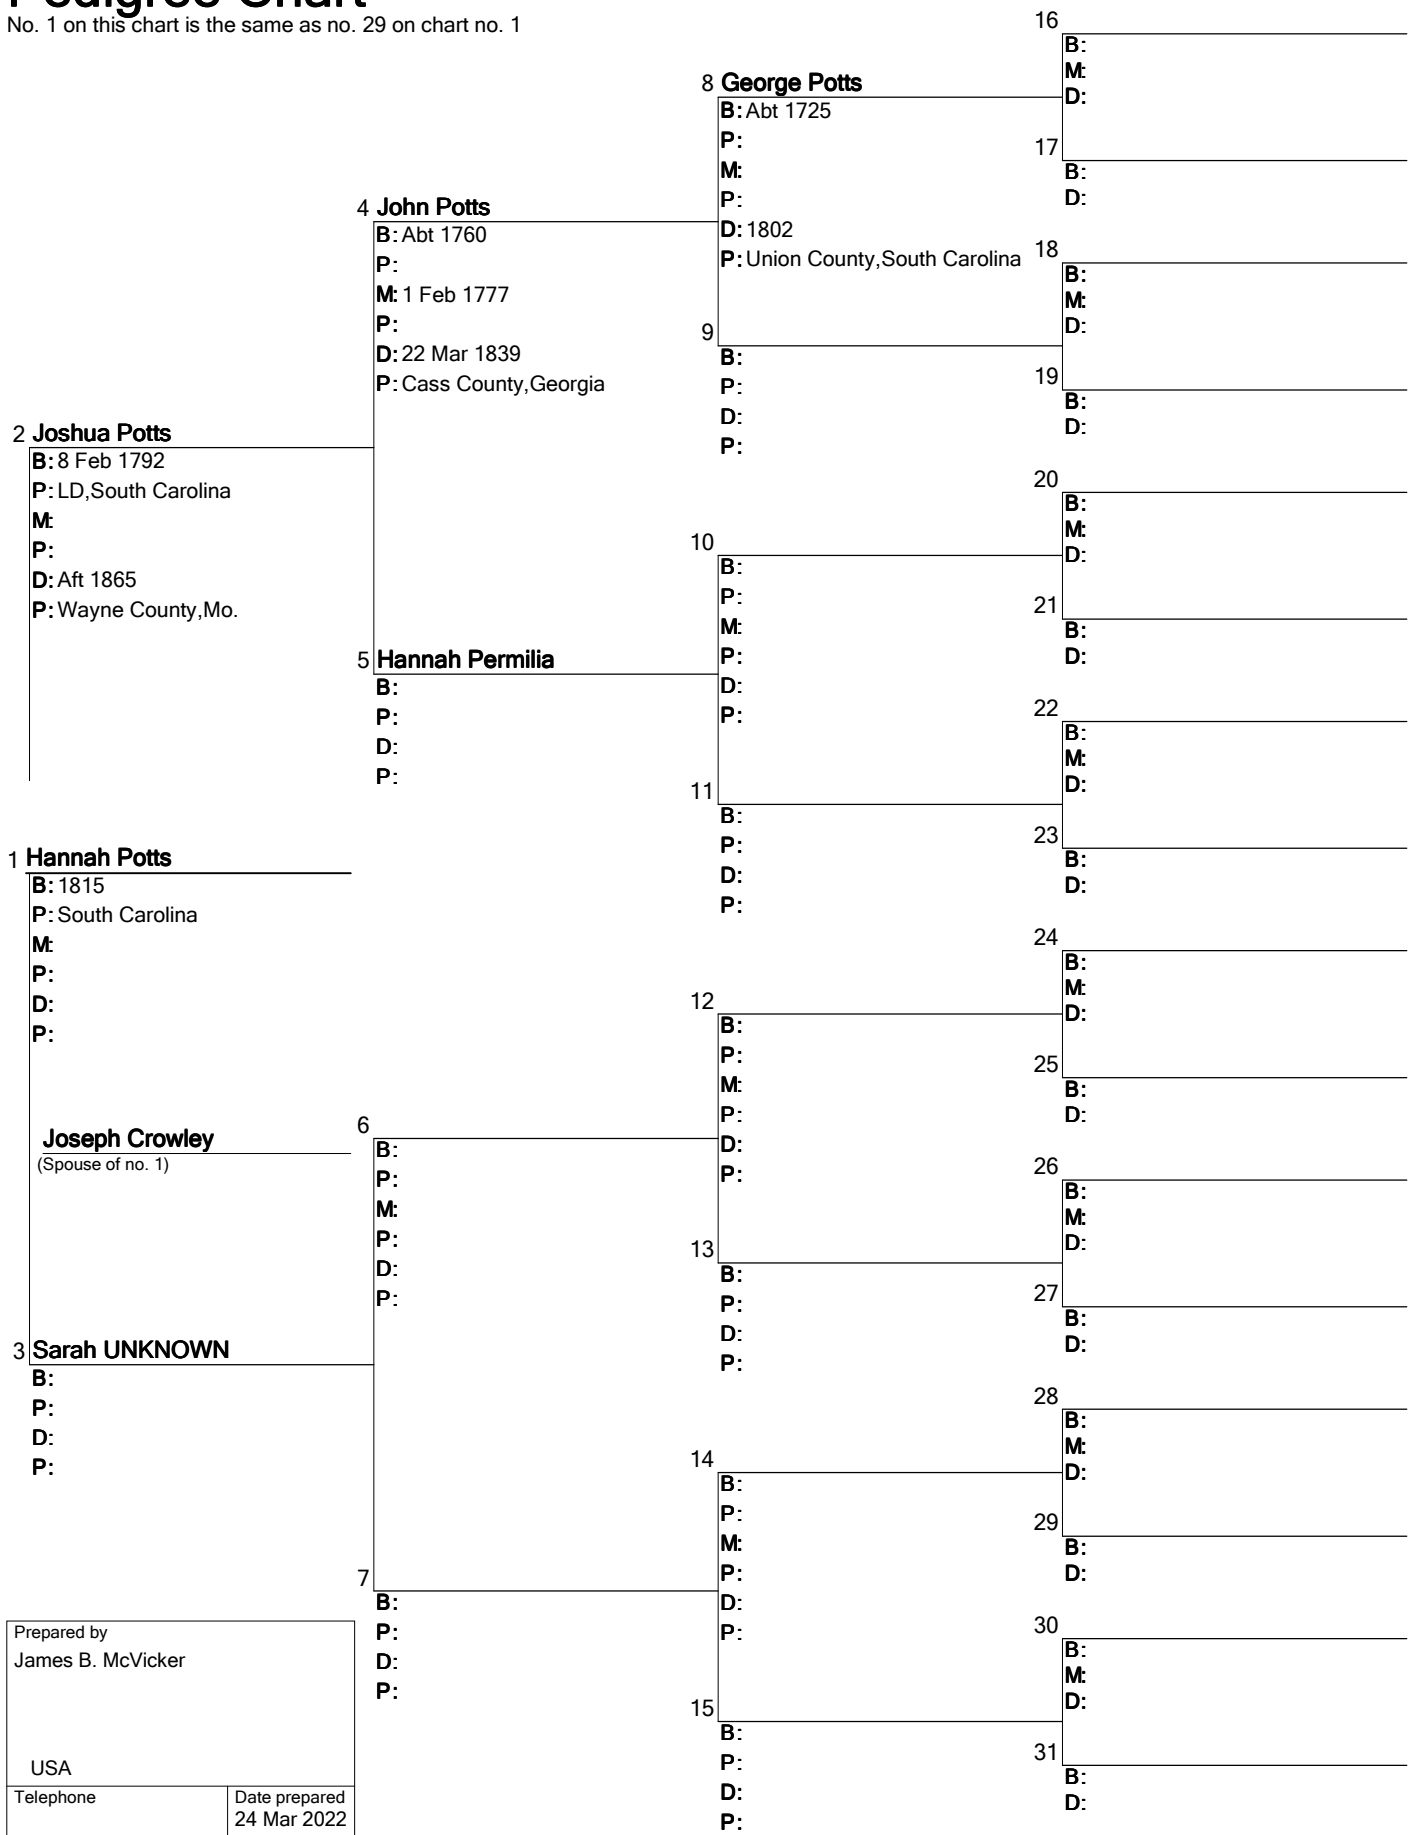 Pedigree Chart
No. 1 on this chart is the same as no. 29 on chart no. 1
2 Joshua Potts
B: 8 Feb 1792
P: LD,South Carolina
M:
P:
D: Aft 1865
P: Wayne County,Mo.
1 Hannah Potts
B: 1815
P: South Carolina
M:
P:
D:
P:
Joseph Crowley
(Spouse of no. 1)
3 Sarah UNKNOWN
B:
P:
D:
P:
Prepared by
James B. McVicker
USA
Telephone
Date prepared
24 Mar 2022
4 John Potts
B: Abt 1760
P:
M: 1 Feb 1777
P:
D: 22 Mar 1839
P: Cass County,Georgia
5 Hannah Permilia
B:
P:
D:
P:
6
B:
P:
M:
P:
D:
P:
7
B:
P:
D:
P:
8 George Potts
B: Abt 1725
P:
M:
P:
D: 1802
P: Union County,South Carolina
9
B:
P:
D:
P:
10
B:
P:
M:
P:
D:
P:
11
B:
P:
D:
P:
12
B:
P:
M:
P:
D:
P:
13
B:
P:
D:
P:
14
B:
P:
M:
P:
D:
P:
15
B:
P:
D:
P:
16
B:
M:
D:
17
B:
D:
18
B:
M:
D:
19
B:
D:
20
B:
M:
D:
21
B:
D:
22
B:
M:
D:
23
B:
D:
24
B:
M:
D:
25
B:
D:
26
B:
M:
D:
27
B:
D:
28
B:
M:
D:
29
B:
D:
30
B:
M:
D:
31
B:
D: